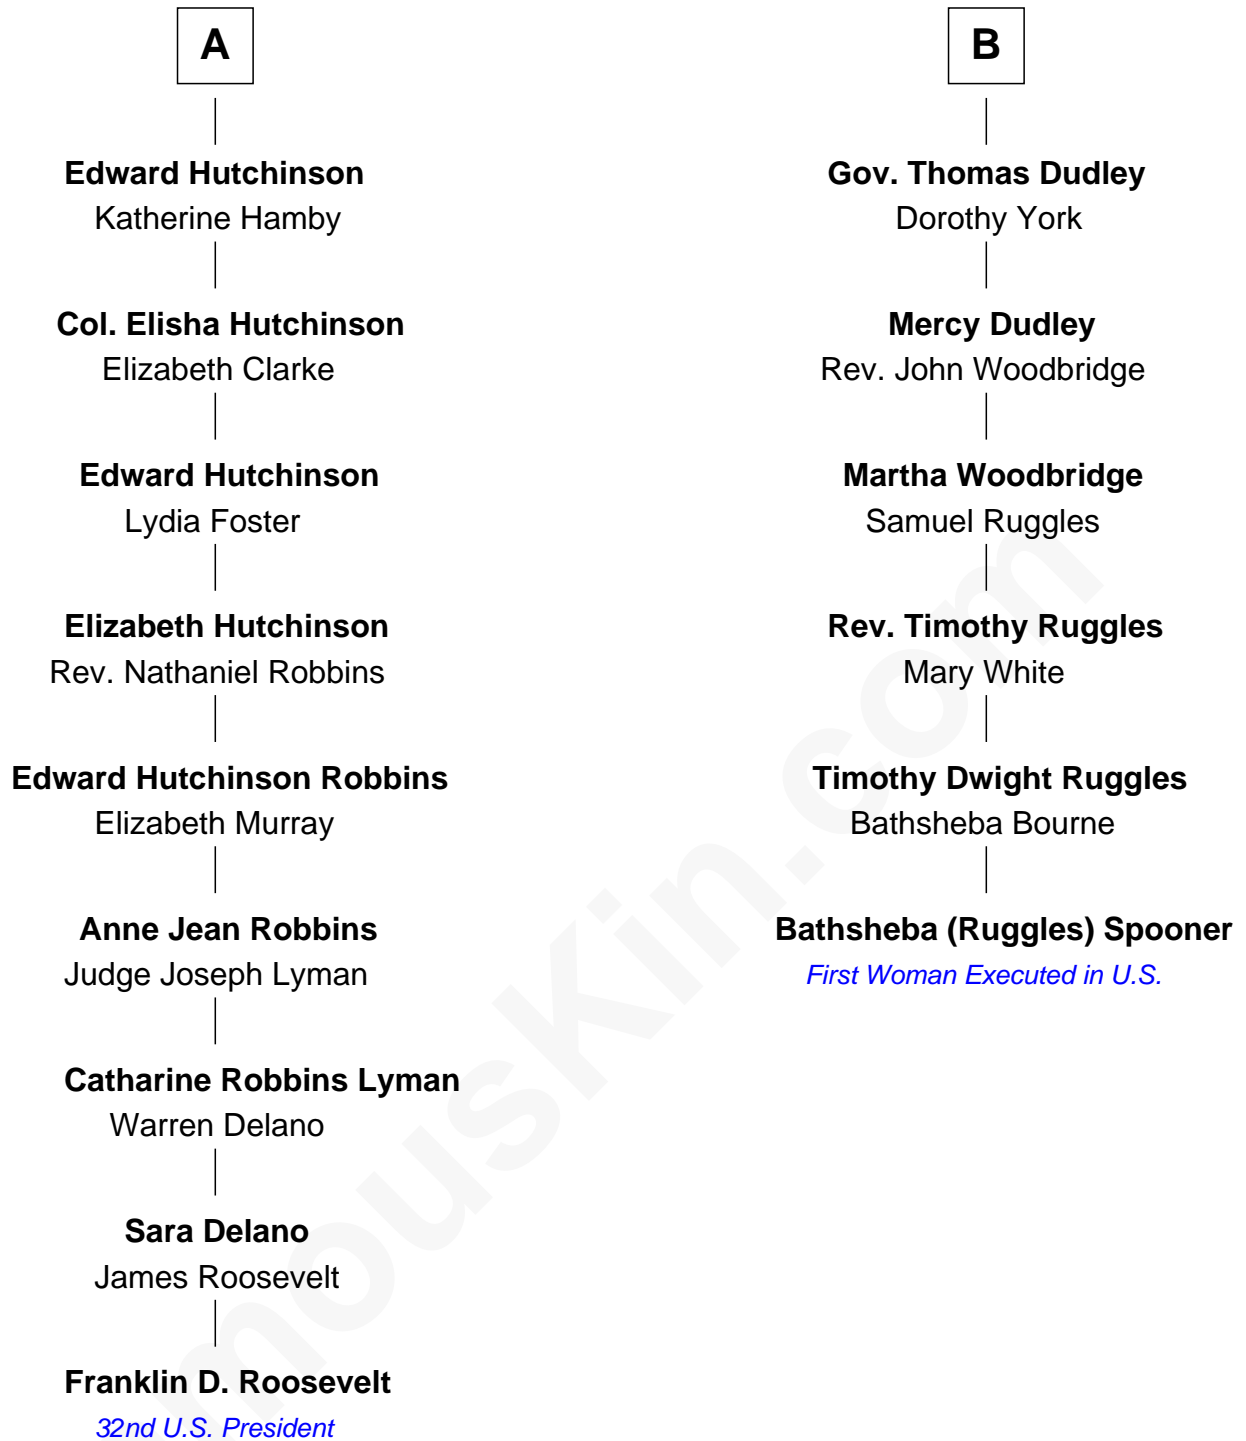 A
Edward Hutchinson
Katherine Hamby
Col. Elisha Hutchinson
Elizabeth Clarke
Edward Hutchinson
Lydia Foster
Elizabeth Hutchinson
Rev. Nathaniel Robbins
Edward Hutchinson Robbins
Elizabeth Murray
Anne Jean Robbins
Judge Joseph Lyman
Catharine Robbins Lyman
Warren Delano
Sara Delano
James Roosevelt
Franklin D. Roosevelt
32nd U.S. President
B
Gov. Thomas Dudley
Dorothy York
Mercy Dudley
Rev. John Woodbridge
Martha Woodbridge
Samuel Ruggles
Rev. Timothy Ruggles
Mary White
Timothy Dwight Ruggles
Bathsheba Bourne
Bathsheba (Ruggles) Spooner
First Woman Executed in U.S.
mousKin.com